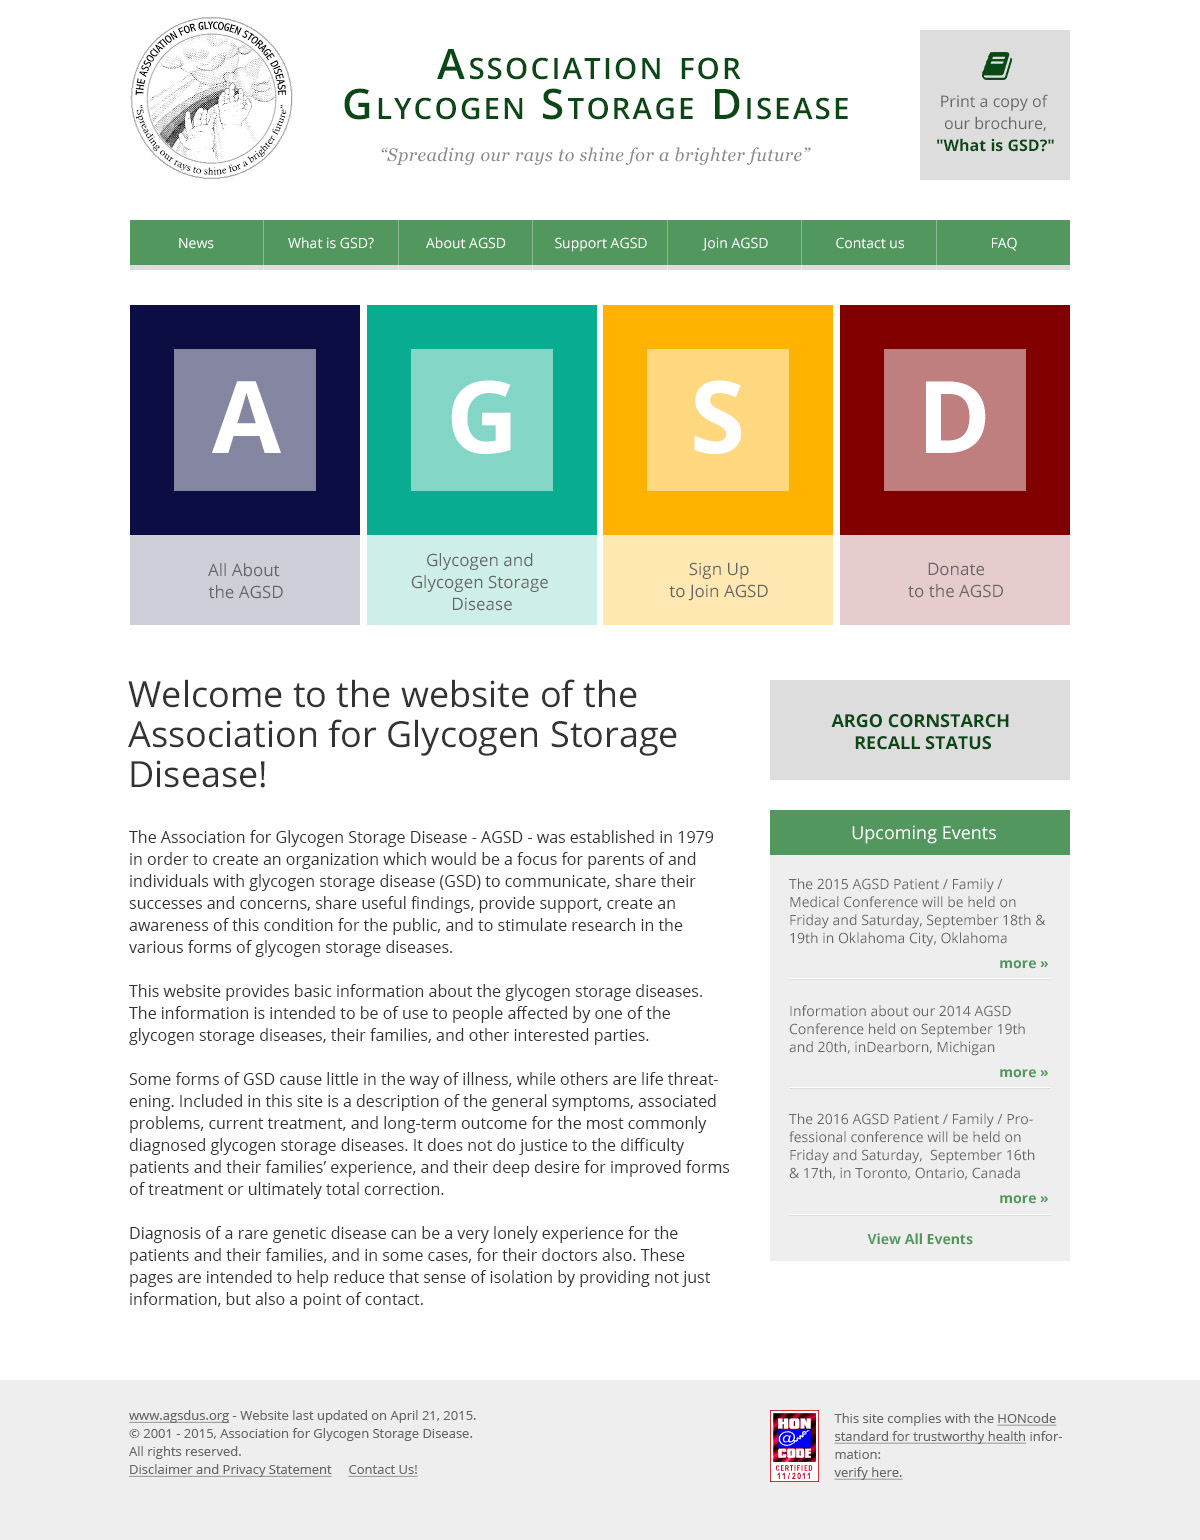 THE ASSOCIATION FOR GLYCOGEN STORAGE DISEASE
"Spreading our rays to shine for a brighter future"
Association for
Glycogen Storage Disease
“Spreading our rays to shine for a brighter future”
Print a copy of
our brochure,
"What is GSD?"
News
What is GSD?
About AGSD
Support AGSD
Join AGSD
Contact us
FAQ
A
G
S
D
All About
the AGSD
Glycogen and
Glycogen Storage
Disease
Sign Up
to Join AGSD
Donate
to the AGSD
Welcome to the website of the
Association for Glycogen Storage
Disease!
The Association for Glycogen Storage Disease - AGSD - was established in 1979
in order to create an organization which would be a focus for parents of and
individuals with glycogen storage disease (GSD) to communicate, share their
successes and concerns, share useful findings, provide support, create an
awareness of this condition for the public, and to stimulate research in the
various forms of glycogen storage diseases.
This website provides basic information about the glycogen storage diseases.
The information is intended to be of use to people affected by one of the
glycogen storage diseases, their families, and other interested parties.
Some forms of GSD cause little in the way of illness, while others are life threat-
ening. Included in this site is a description of the general symptoms, associated
problems, current treatment, and long-term outcome for the most commonly
diagnosed glycogen storage diseases. It does not do justice to the difficulty
patients and their families’ experience, and their deep desire for improved forms
of treatment or ultimately total correction.
Diagnosis of a rare genetic disease can be a very lonely experience for the
patients and their families, and in some cases, for their doctors also. These
pages are intended to help reduce that sense of isolation by providing not just
information, but also a point of contact.
ARGO CORNSTARCH
RECALL STATUS
Upcoming Events
The 2015 AGSD Patient / Family /
Medical Conference will be held on
Friday and Saturday, September 18th &
19th in Oklahoma City, Oklahoma
more »
Information about our 2014 AGSD
Conference held on September 19th
and 20th, inDearborn, Michigan
more »
The 2016 AGSD Patient / Family / Pro-
fessional conference will be held on
Friday and Saturday,  September 16th
& 17th, in Toronto, Ontario, Canada
more »
View All Events
www.agsdus.org - Website last updated on April 21, 2015.
© 2001 - 2015, Association for Glycogen Storage Disease.
All rights reserved.
Disclaimer and Privacy Statement Contact Us!
HON
@
CODE
CERTIFIED
11/2011
This site complies with the HONcode
standard for trustworthy health infor-
mation:
verify here.